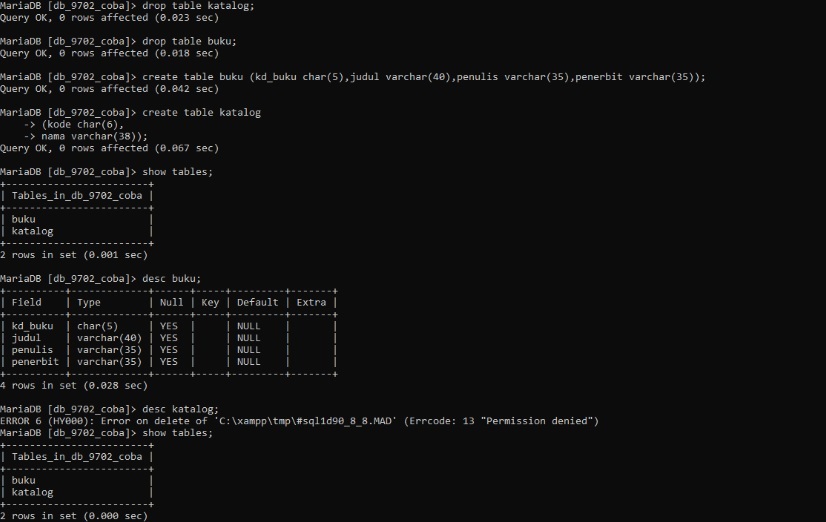 MariaDB [db_9702_coba]> drop table katalog;
Query OK, 0 rows affected (0.023 sec)
MariaDB [db_9702_coba]> drop table buku;
Query OK, 0 rows affected (0.018 sec)
MariaDB [db_9702_coba]> create table buku (kd_buku char(5),judul varchar(40),penulis varchar(35),penerbit varchar(35));
Query OK, 0 rows affected (0.042 sec)
MariaDB [db_9702_coba]> create table katalog
    -> (kode char(6),
    -> nama varchar(38));
Query OK, 0 rows affected (0.067 sec)
MariaDB [db_9702_coba]> show tables;
+------------------------+
| Tables_in_db_9702_coba |
+------------------------+
| buku                   |
| katalog                |
+------------------------+
2 rows in set (0.001 sec)
MariaDB [db_9702_coba]> desc buku;
+----------+-------------+------+-----+---------+-------+
| Field    | Type        | Null | Key | Default | Extra |
+----------+-------------+------+-----+---------+-------+
| kd_buku  | char(5)     | YES  |     | NULL    |       |
| judul    | varchar(40) | YES  |     | NULL    |       |
| penulis  | varchar(35) | YES  |     | NULL    |       |
| penerbit | varchar(35) | YES  |     | NULL    |       |
+----------+-------------+------+-----+---------+-------+
4 rows in set (0.028 sec)
MariaDB [db_9702_coba]> desc katalog;
ERROR 6 (HY000): Error on delete of 'C:\xampp\tmp\#sql1d90_8_8.MAD' (Errcode: 13 "Permission denied")
MariaDB [db_9702_coba]> show tables;
+------------------------+
| Tables_in_db_9702_coba |
+------------------------+
| buku                   |
| katalog                |
+------------------------+
2 rows in set (0.000 sec)